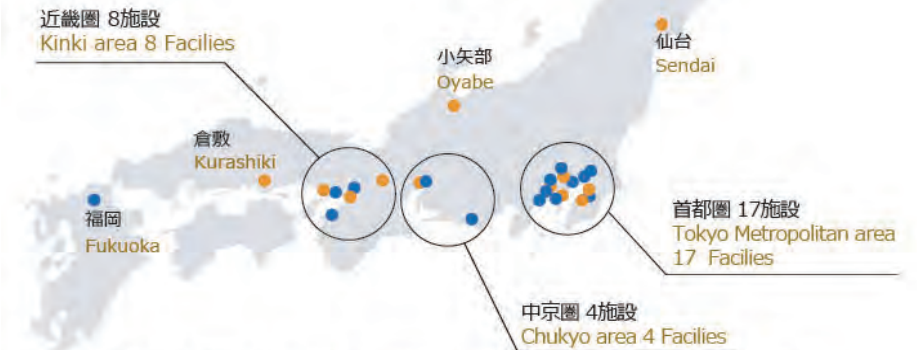 近畿圏 8施設
Kinki area 8 Facilies
仙台
Sendai
小矢部
Oyabe
倉敷
Kurashiki
福岡
Fukuoka
首都圏 17施設
Tokyo Metropolitan area
17 Facilies
中京圏 4施設
Chukyo area 4 Facilies